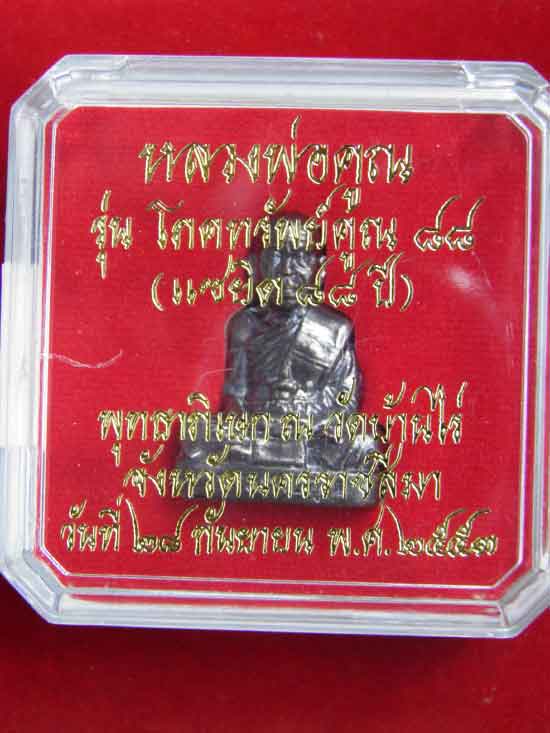 หลวงพ่อคูณ
รุ่น โภคทรัพย์คูณ ๘๘
(แซยิด ๘๘ ปี)
พุทธาภิเษก ณ วัดบ้านไร่
จังหวัดนครราชสีมา
วันที่ ๒๘ กันยายน พ.ศ. ๒๕๕๓